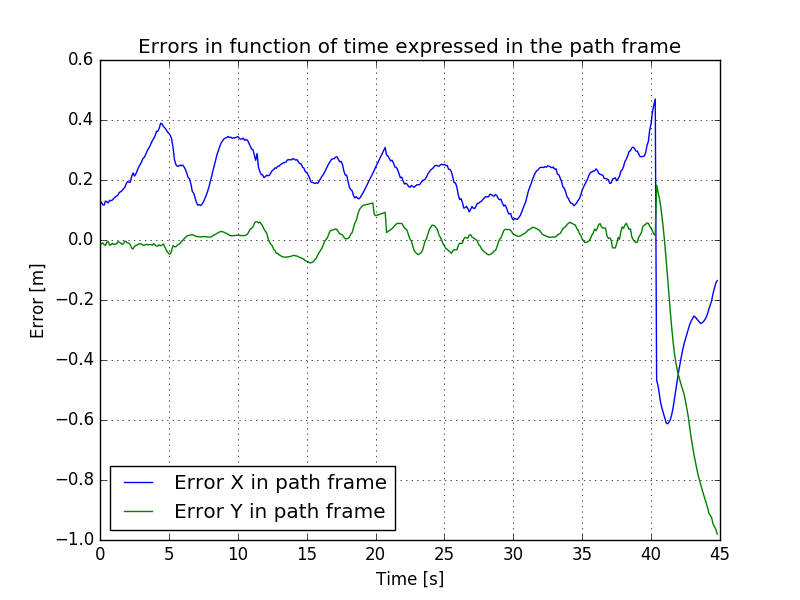 Errors in function of time expressed in the path frame
0.6
0.4
0.2
0.0
−0.2
−0.4
−0.6
−0.8
−1.0
Error [m]
Error X in path frame
Error Y in path frame
0 5 10 15 20 25 30 35 40 45
Time [s]